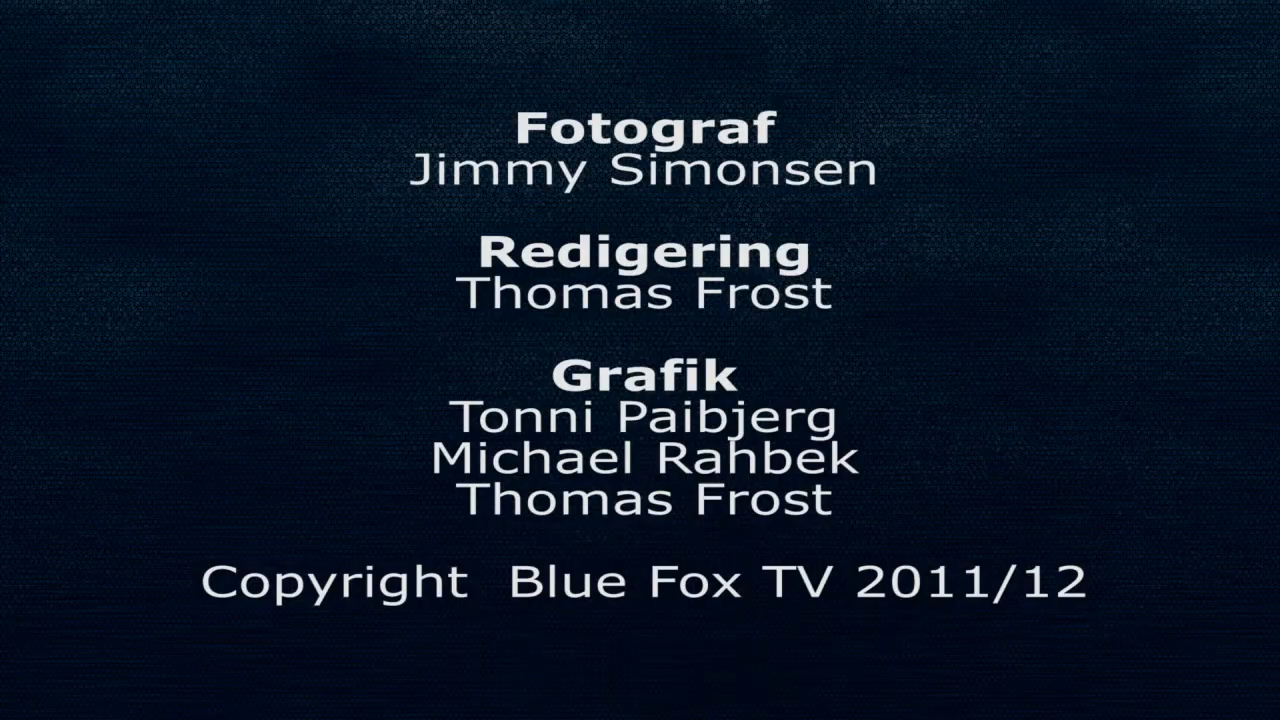 Fotograf
Jimmy Simonsen
Redigering
Thomas Frost
Grafik
Tonni Paibjerg
Michael Rahbek
Thomas Frost
Copyright  Blue Fox TV 2011/12